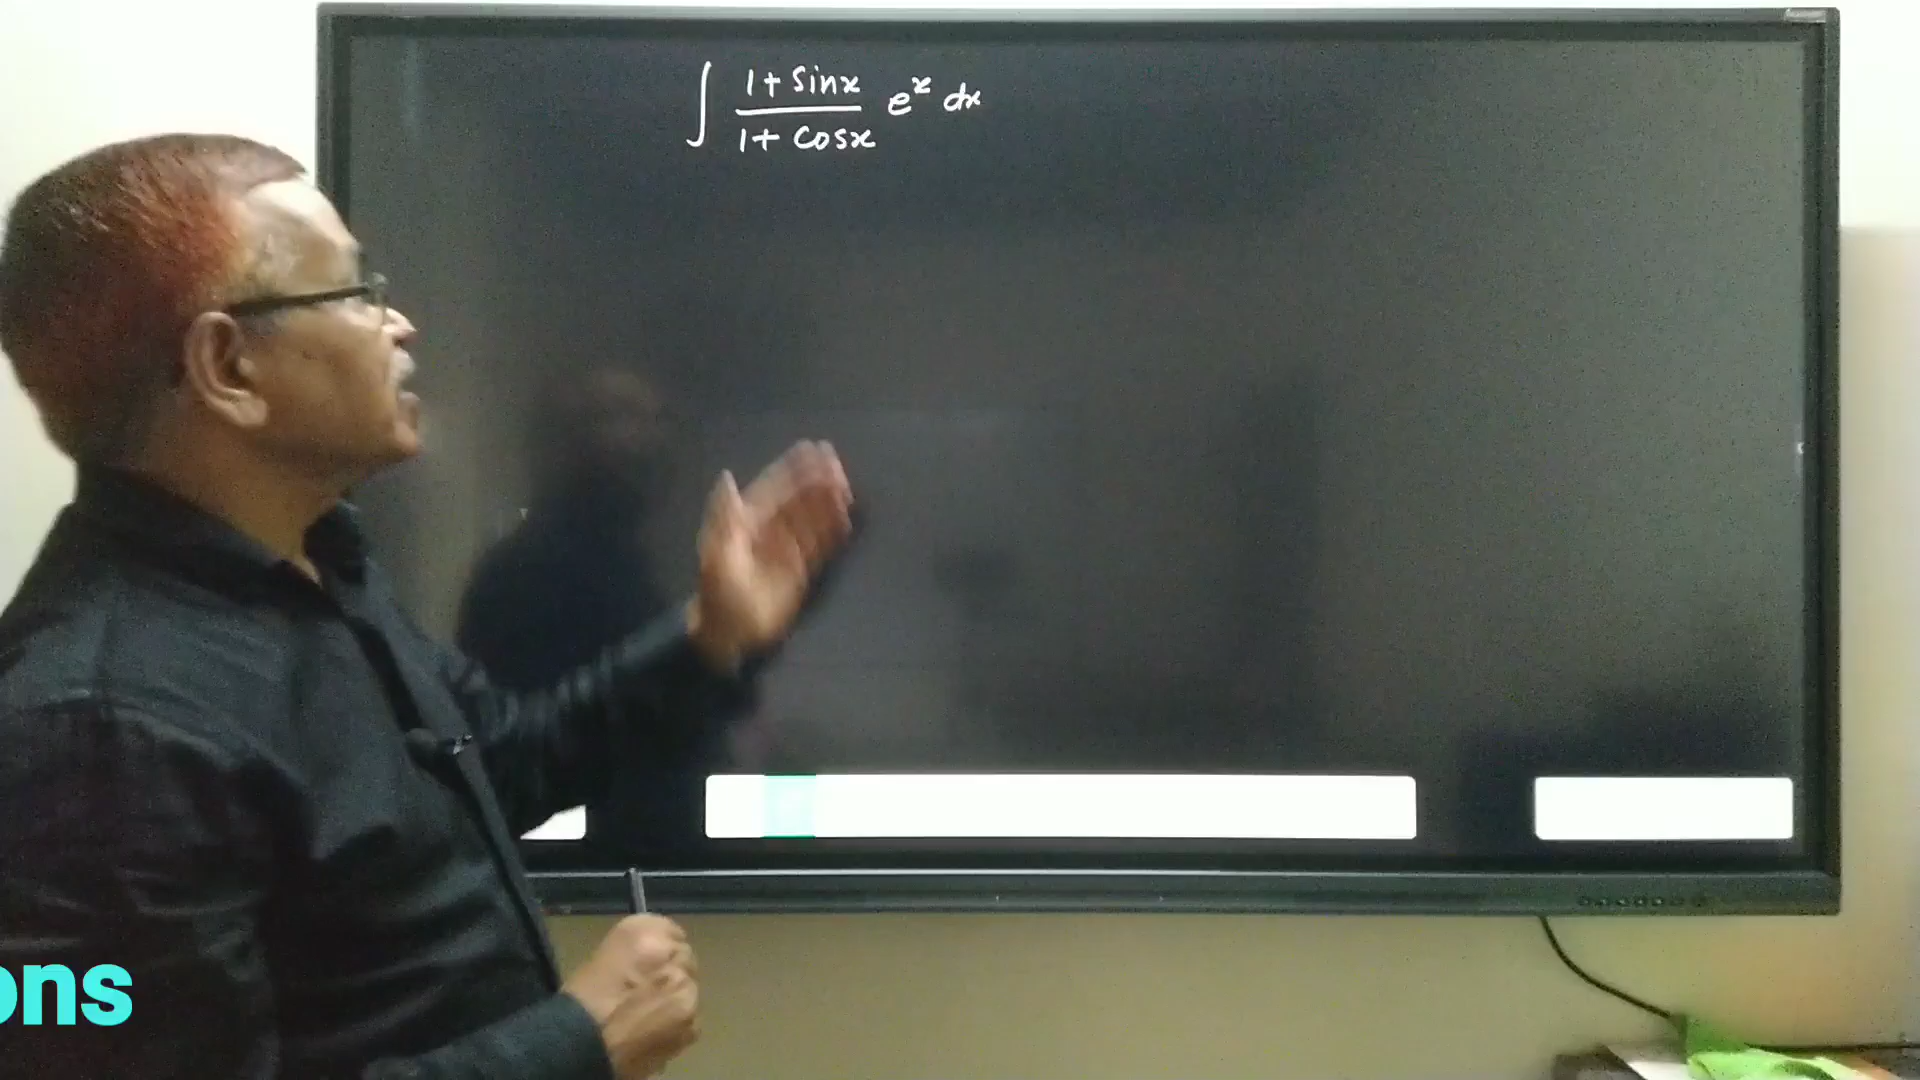 ∫ (1 + sinx)/(1 + cosx) e^x dx
ons